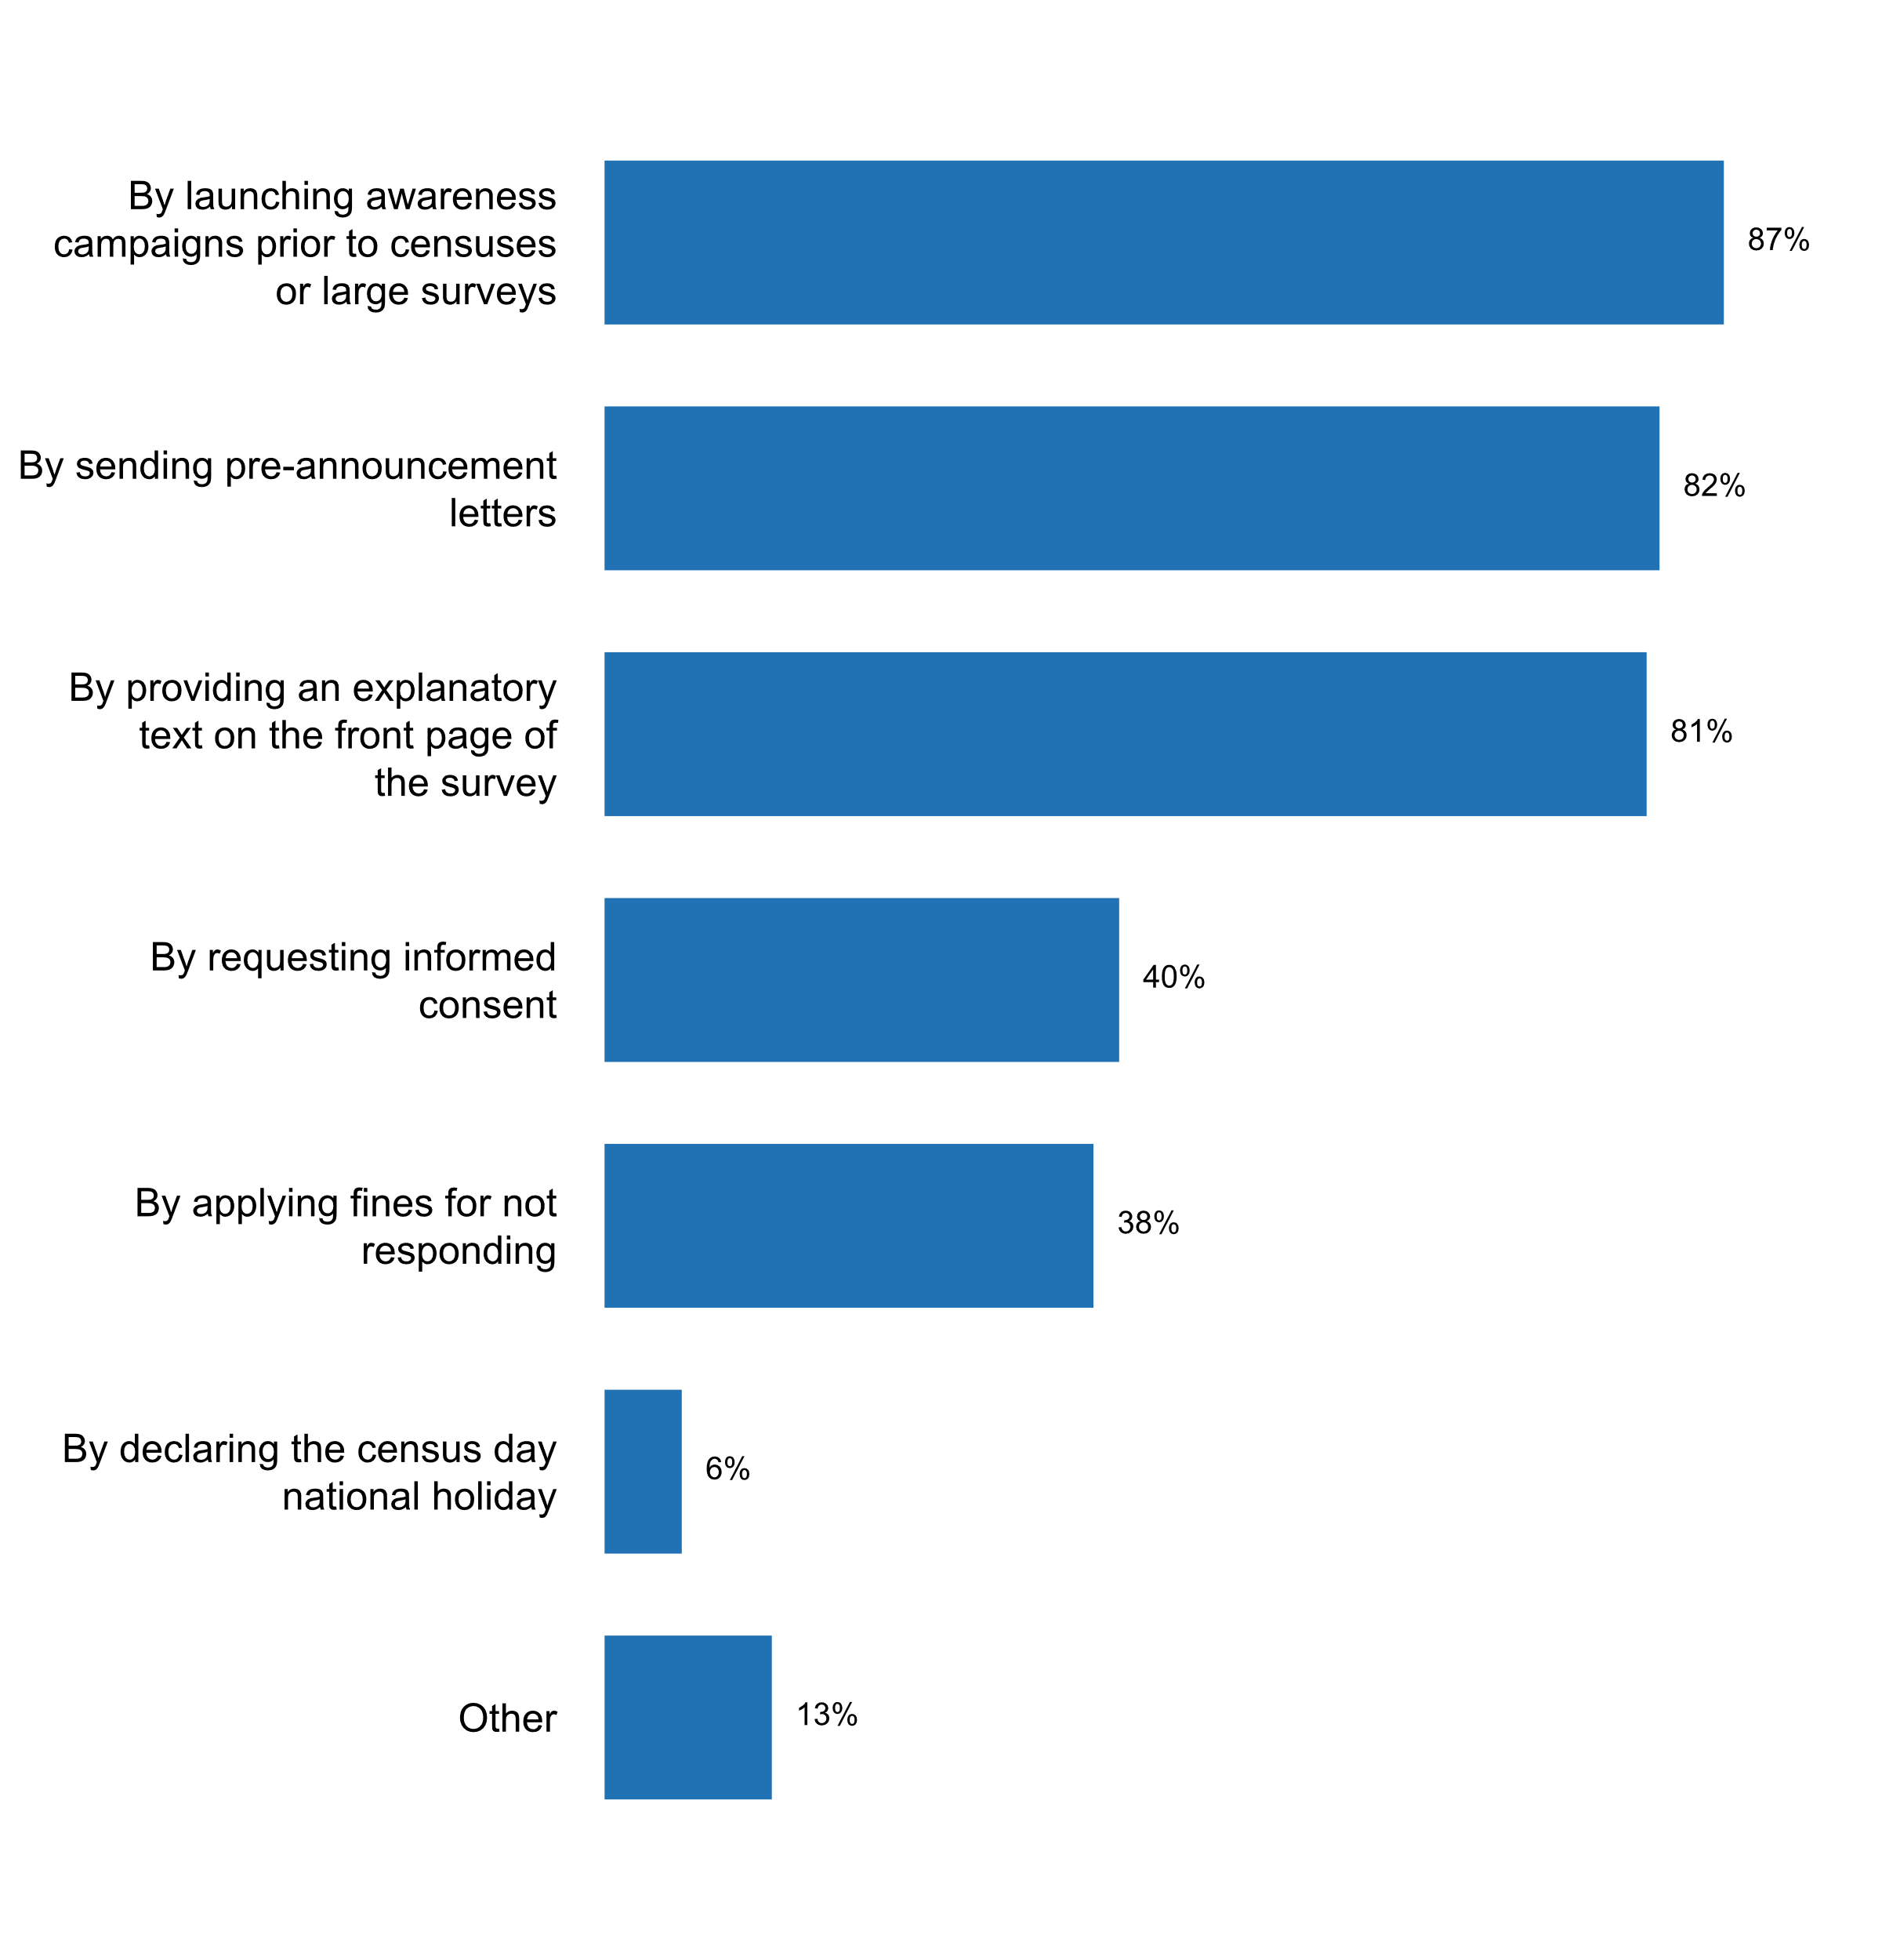 By launching awareness
campaigns prior to censuses
or large surveys
87%
By sending pre-announcement
letters
82%
By providing an explanatory
text on the front page of
the survey
81%
By requesting informed
consent
40%
By applying fines for not
responding
38%
By declaring the census day
national holiday
6%
Other
13%